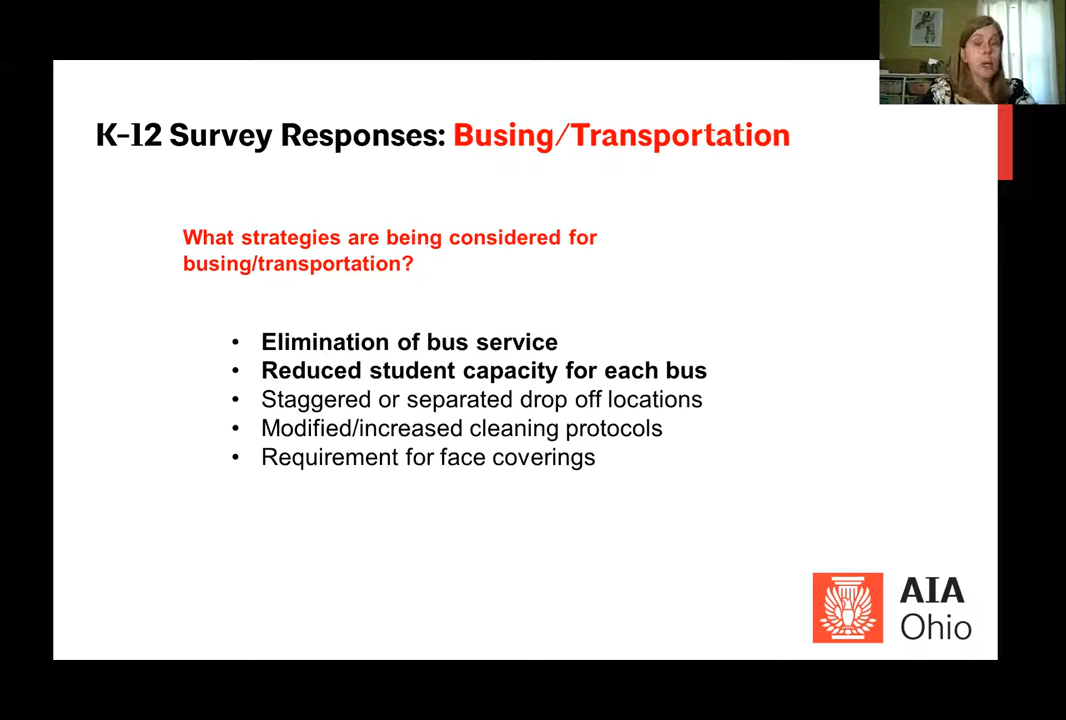 K-12 Survey Responses: Busing/Transportation
What strategies are being considered for
busing/transportation?
• Elimination of bus service
• Reduced student capacity for each bus
• Staggered or separated drop off locations
• Modified/increased cleaning protocols
• Requirement for face coverings
AIA
Ohio